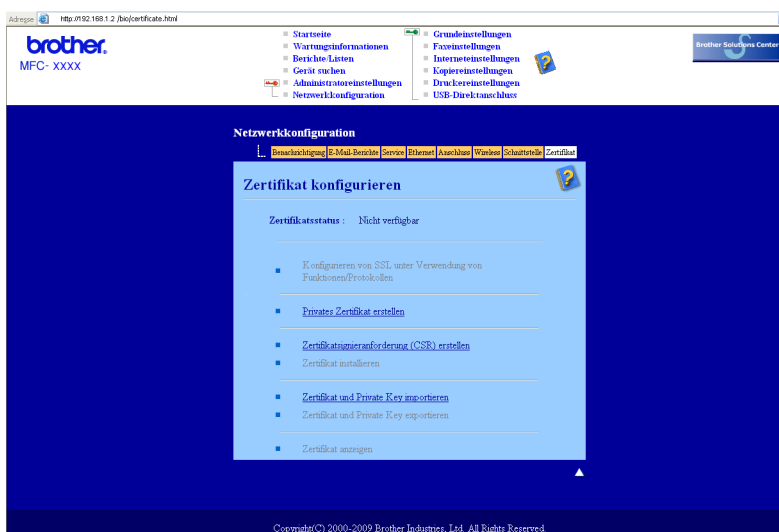 Adresse http://192.168.1.2 /bio/certificate.html
brother.
MFC- XXXX
Startseite
Wartungsinformationen
Berichte/Listen
Gerät suchen
Administratoreinstellungen
Netzwerkkonfiguration
Grundeinstellungen
Faxeinstellungen
Interneteinstellungen
Kopiereinstellungen
Druckereinstellungen
USB-Direktanschluss
Brother Solutions Center
Netzwerkkonfiguration
Benachrichtigung E-Mail-Berichte Service Ethernet Anschluss Wireless Schnittstelle Zertifikat
Zertifikat konfigurieren
Zertifikatsstatus : Nicht verfügbar
Konfigurieren von SSL unter Verwendung von
Funktionen/Protokollen
Privates Zertifikat erstellen
Zertifikatsignieranforderung (CSR) erstellen
Zertifikat installieren
Zertifikat und Private Key importieren
Zertifikat und Private Key exportieren
Zertifikat anzeigen
Copyright(C) 2000-2009 Brother Industries, Ltd. All Rights Reserved.